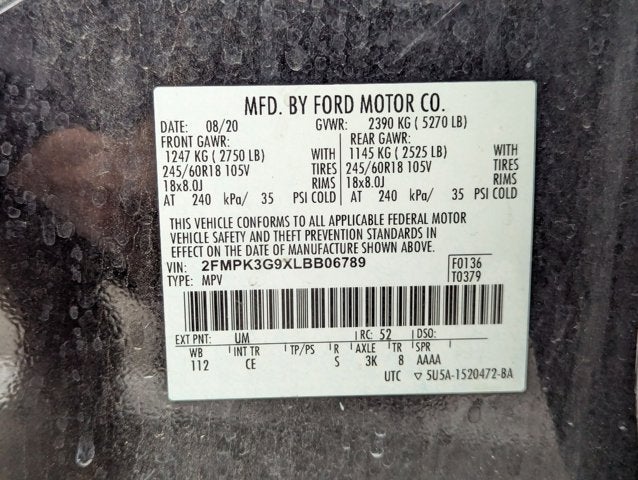 MFD. BY FORD MOTOR CO.
DATE: 08/20 GVWR: 2390 KG ( 5270 LB)
FRONT GAWR: REAR GAWR:
1247 KG ( 2750 LB) WITH 1145 KG ( 2525 LB) WITH
245/60R18 105V TIRES 245/60R18 105V TIRES
18x8.0J RIMS 18x8.0J RIMS
AT 240 kPa/ 35 PSI COLD AT 240 kPa/ 35 PSI COLD
THIS VEHICLE CONFORMS TO ALL APPLICABLE FEDERAL MOTOR
VEHICLE SAFETY AND THEFT PREVENTION STANDARDS IN
EFFECT ON THE DATE OF MANUFACTURE SHOWN ABOVE.
VIN: 2FMPK3G9XLBB06789 F0136
TYPE: MPV T0379
EXT PNT: UM RC: 52 DSO:
WB INT TR TP/PS R AXLE TR SPR
112 CE S 3K 8 AAAA
UTC ▽ 5U5A-1520472-BA